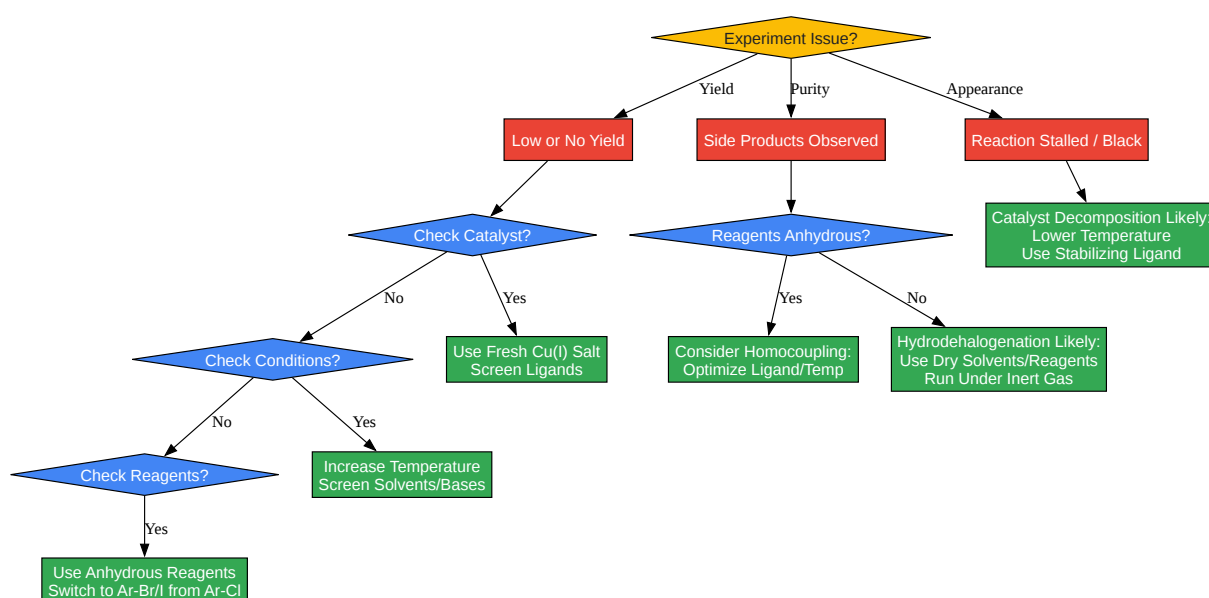 Experiment Issue?
Yield
Purity
Appearance
Low or No Yield
Side Products Observed
Reaction Stalled / Black
Catalyst Decomposition Likely:
Lower Temperature
Use Stabilizing Ligand
Check Catalyst?
Reagents Anhydrous?
No
Yes
Yes
No
Hydrodehalogenation Likely:
Use Dry Solvents/Reagents
Run Under Inert Gas
Check Conditions?
Use Fresh Cu(I) Salt
Screen Ligands
Consider Homocoupling:
Optimize Ligand/Temp
No
Yes
Check Reagents?
Increase Temperature
Screen Solvents/Bases
Yes
Use Anhydrous Reagents
Switch to Ar-Br/I from Ar-Cl